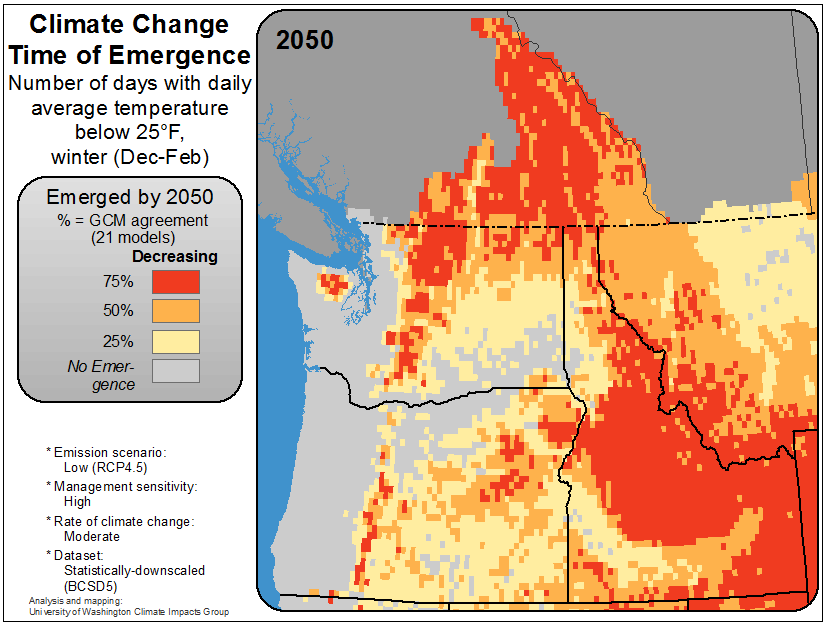 Climate Change
Time of Emergence
Number of days with daily
average temperature
below 25°F,
winter (Dec-Feb)
Emerged by 2050
% = GCM agreement
(21 models)
Decreasing
75%
50%
25%
No Emer-
gence
* Emission scenario:
Low (RCP4.5)
* Management sensitivity:
High
* Rate of climate change:
Moderate
* Dataset:
Statistically-downscaled
(BCSD5)
Analysis and mapping:
University of Washington Climate Impacts Group
2050